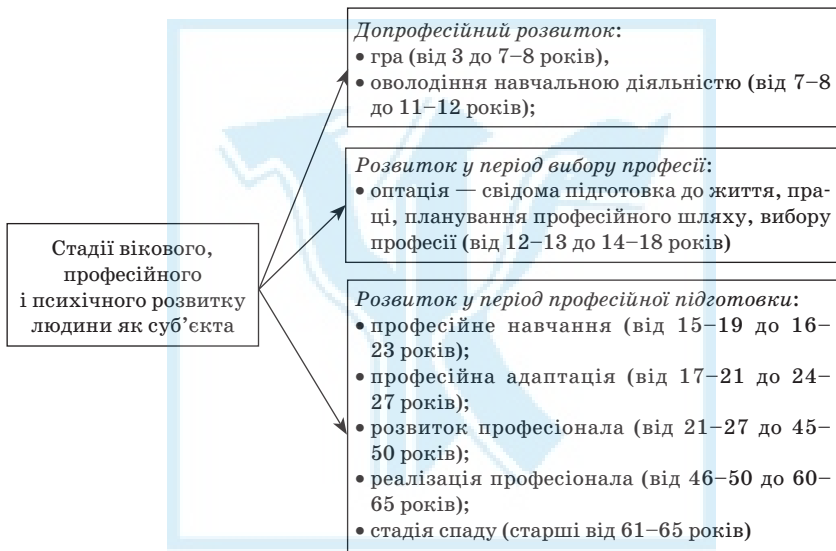 Допрофесійний розвиток:
• гра (від 3 до 7–8 років),
• оволодіння навчальною діяльністю (від 7–8
до 11–12 років);
Розвиток у період вибору професії:
• оптація — свідома підготовка до життя, пра-
ці, планування професійного шляху, вибору
професії (від 12–13 до 14–18 років)
Стадії вікового,
професійного
і психічного розвитку
людини як суб’єкта
Розвиток у період професійної підготовки:
• професійне навчання (від 15–19 до 16–
23 років);
• професійна адаптація (від 17–21 до 24–
27 років);
• розвиток професіонала (від 21–27 до 45–
50 років);
• реалізація професіонала (від 46–50 до 60–
65 років);
• стадія спаду (старші від 61–65 років)